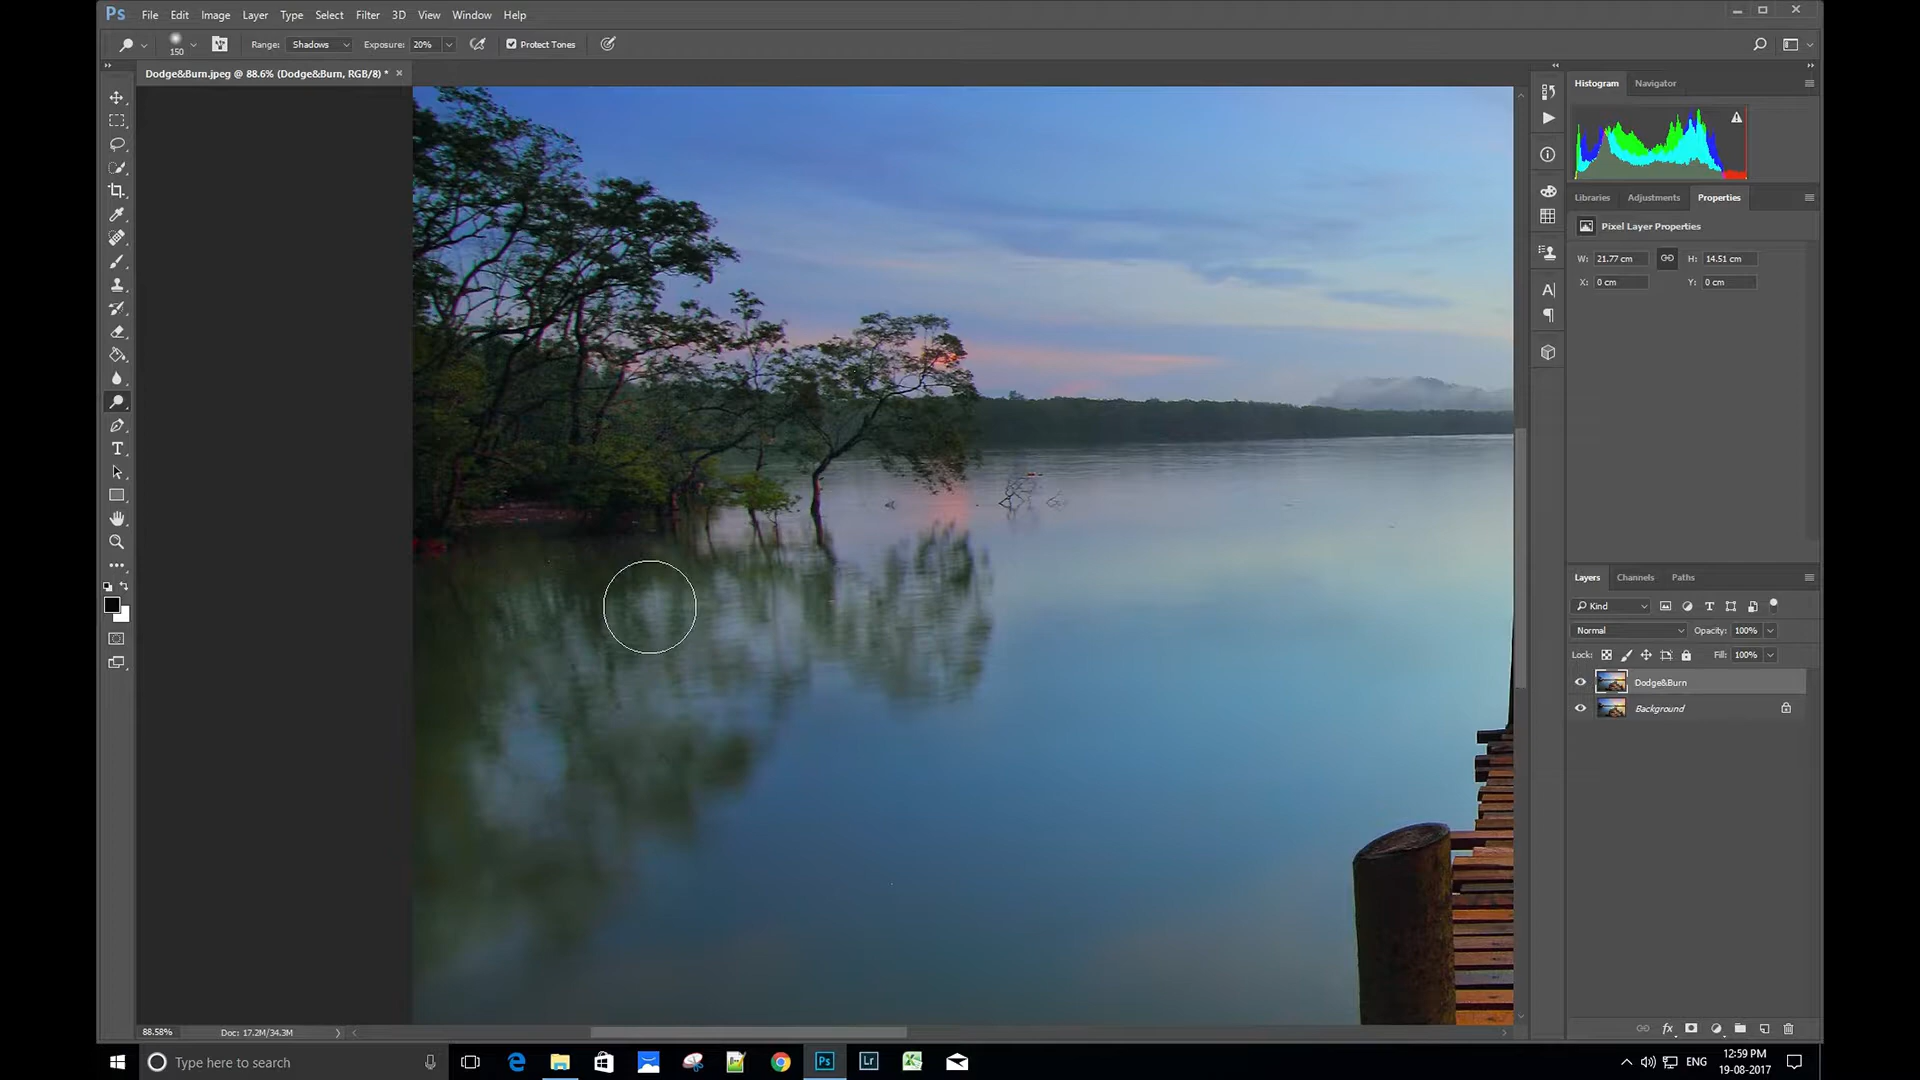 Ps File Edit Image Layer Type Select Filter 3D View Window Help
150 Range: Shadows Exposure: 20% Protect Tones
Dodge&Burn.jpeg @ 88.6% (Dodge&Burn, RGB/8) * ×
Histogram Navigator
Libraries Adjustments Properties
Pixel Layer Properties
W: 21.77 cm H: 14.51 cm
X: 0 cm Y: 0 cm
Layers Channels Paths
Kind
Normal Opacity: 100%
Lock: Fill: 100%
Dodge&Burn
Background
88.58% Doc: 17.2M/34.3M
Type here to search
Ps Lr
ENG
12:59 PM
19-08-2017